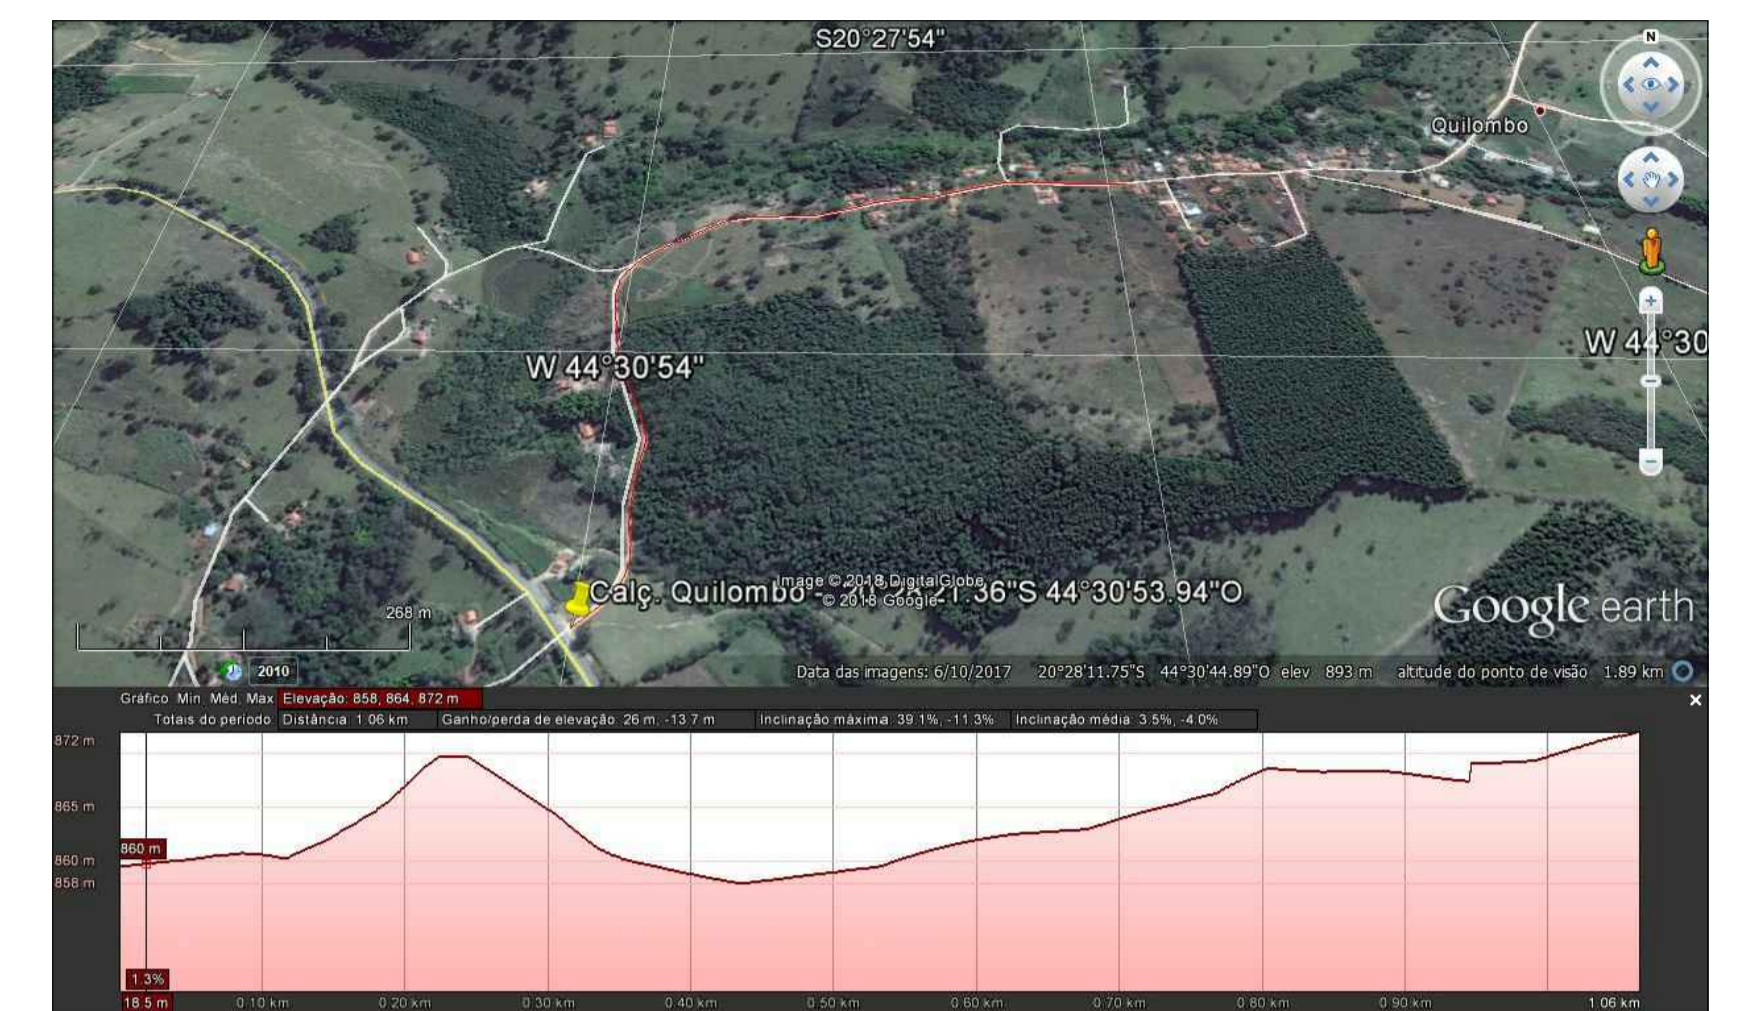 S20°27'54"
N
Quilombo
W 44°30'54"
W 44°30
Calç. Quilombo - 20°28'21.36"S 44°30'53.94"O
Image © 2018 DigitalGlobe
© 2018 Google
Google earth
268 m
2010
Data das imagens: 6/10/2017 20°28'11.75"S 44°30'44.89"O elev 893 m altitude do ponto de visão 1.89 km
Gráfico Min, Méd, Max Elevação: 858, 864, 872 m
Totais do período Distância: 1.06 km Ganho/perda de elevação: 26 m, -13.7 m Inclinação máxima: 39.1%, -11.3% Inclinação média: 3.5%, -4.0%
872 m
865 m
860 m
860 m
858 m
1.3%
18.5 m 0.10 km 0.20 km 0.30 km 0.40 km 0.50 km 0.60 km 0.70 km 0.80 km 0.90 km 1.06 km